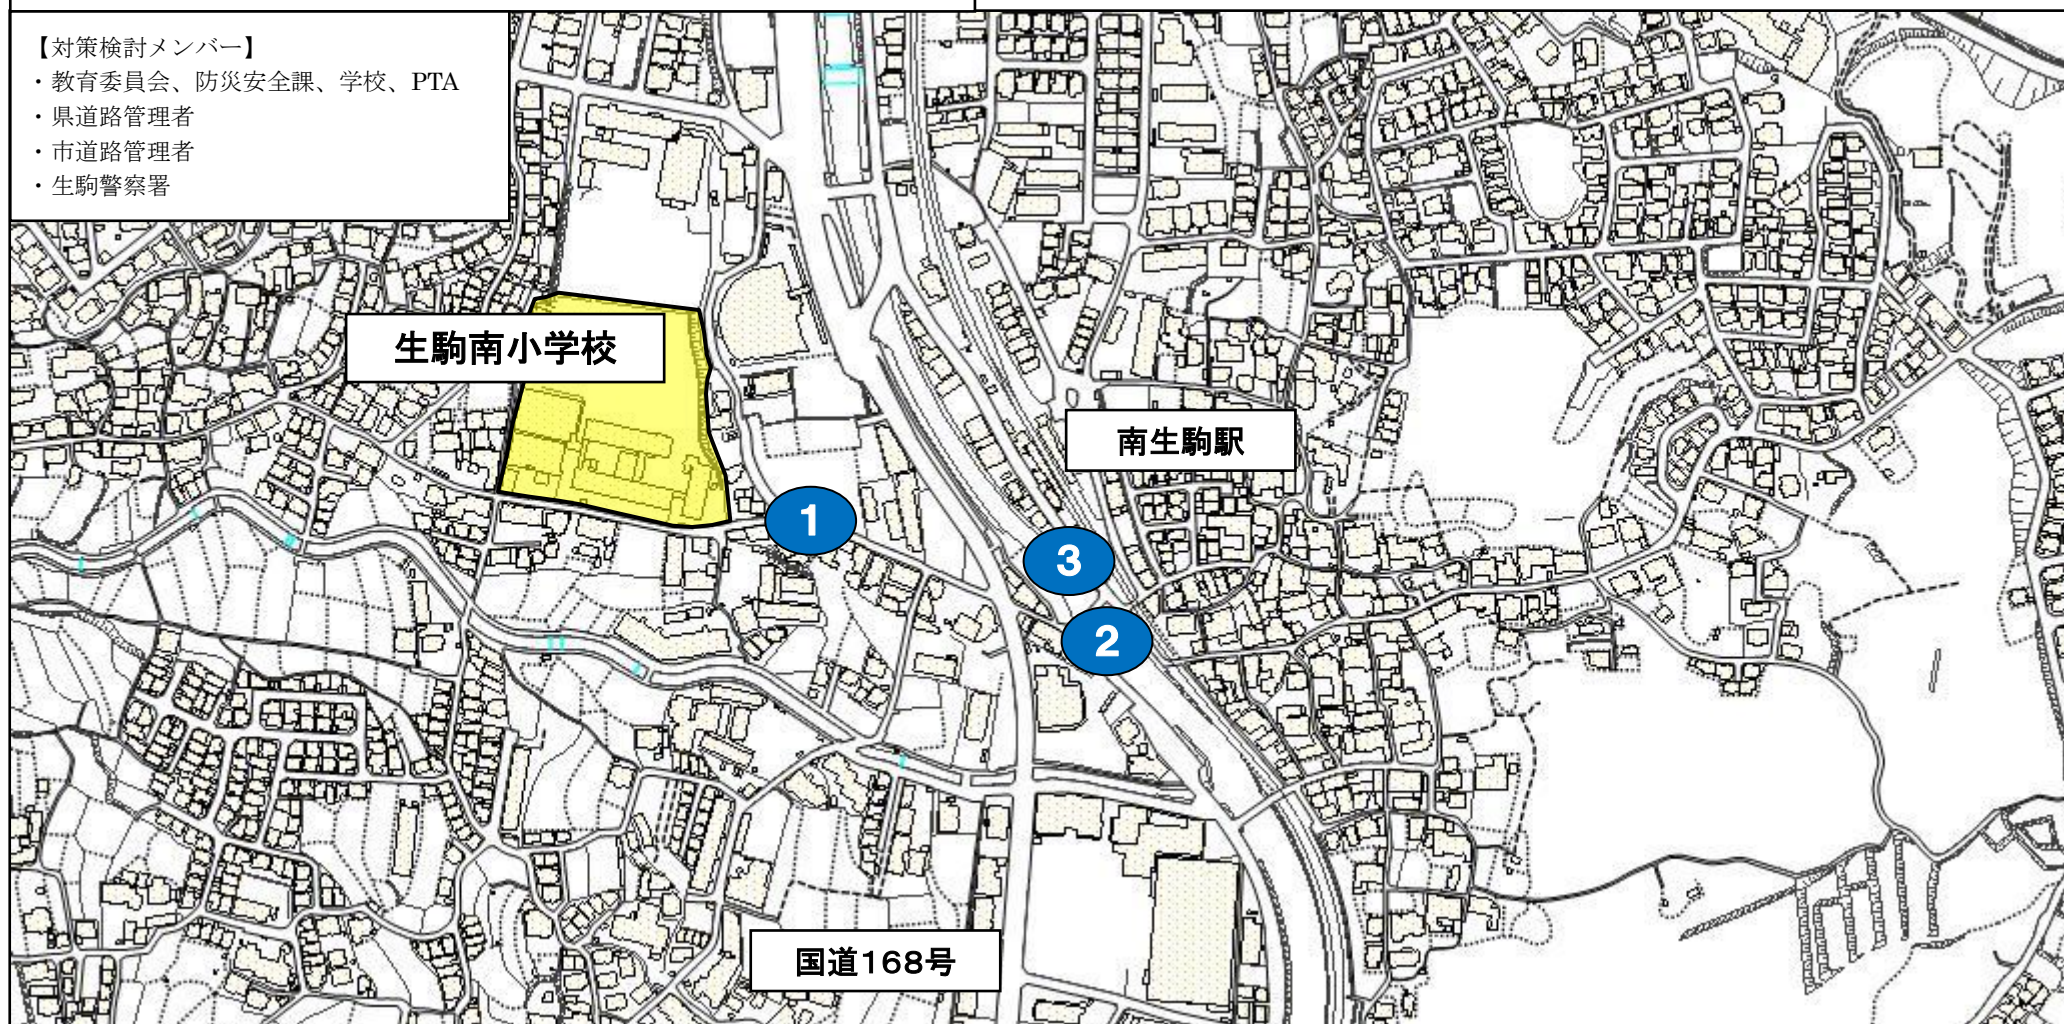 【対策検討メンバー】
・教育委員会、防災安全課、学校、PTA
・県道路管理者
・市道路管理者
・生駒警察署
生駒南小学校
南生駒駅
1
3
2
国道168号